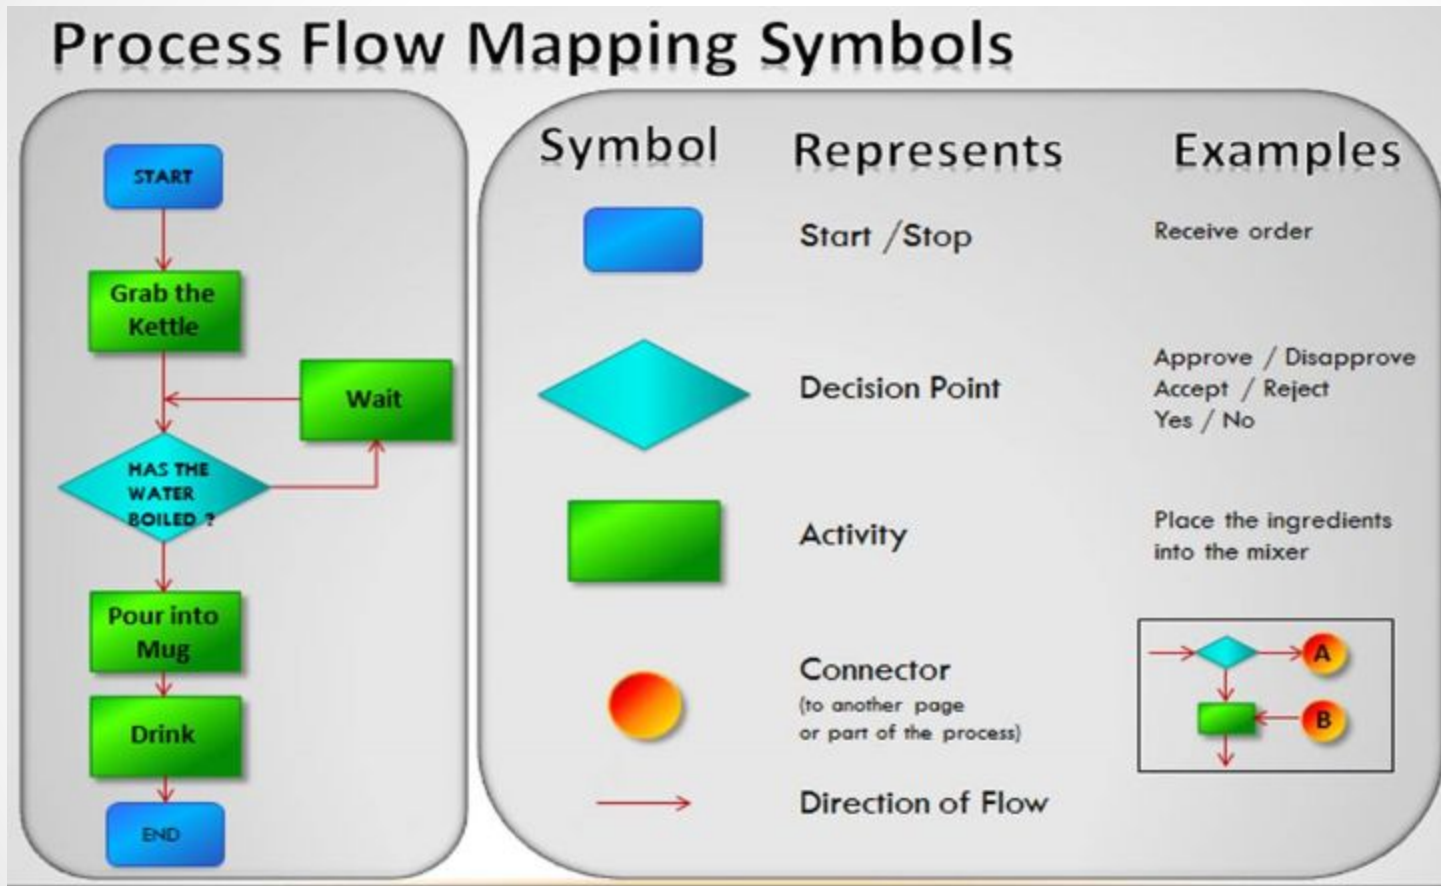 Process Flow Mapping Symbols
START
Grab the
Kettle
Wait
HAS THE
WATER
BOILED ?
Pour into
Mug
Drink
END
Symbol
Represents
Examples
Start /Stop
Receive order
Decision Point
Approve / Disapprove
Accept / Reject
Yes / No
Activity
Place the ingredients
into the mixer
Connector
(to another page
or part of the process)
A
B
Direction of Flow